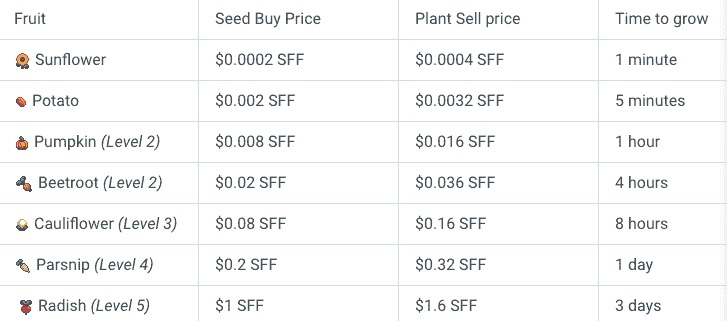 Fruit Seed Buy Price Plant Sell price Time to grow
Sunflower $0.0002 SFF $0.0004 SFF 1 minute
Potato $0.002 SFF $0.0032 SFF 5 minutes
Pumpkin (Level 2) $0.008 SFF $0.016 SFF 1 hour
Beetroot (Level 2) $0.02 SFF $0.036 SFF 4 hours
Cauliflower (Level 3) $0.08 SFF $0.16 SFF 8 hours
Parsnip (Level 4) $0.2 SFF $0.32 SFF 1 day
Radish (Level 5) $1 SFF $1.6 SFF 3 days